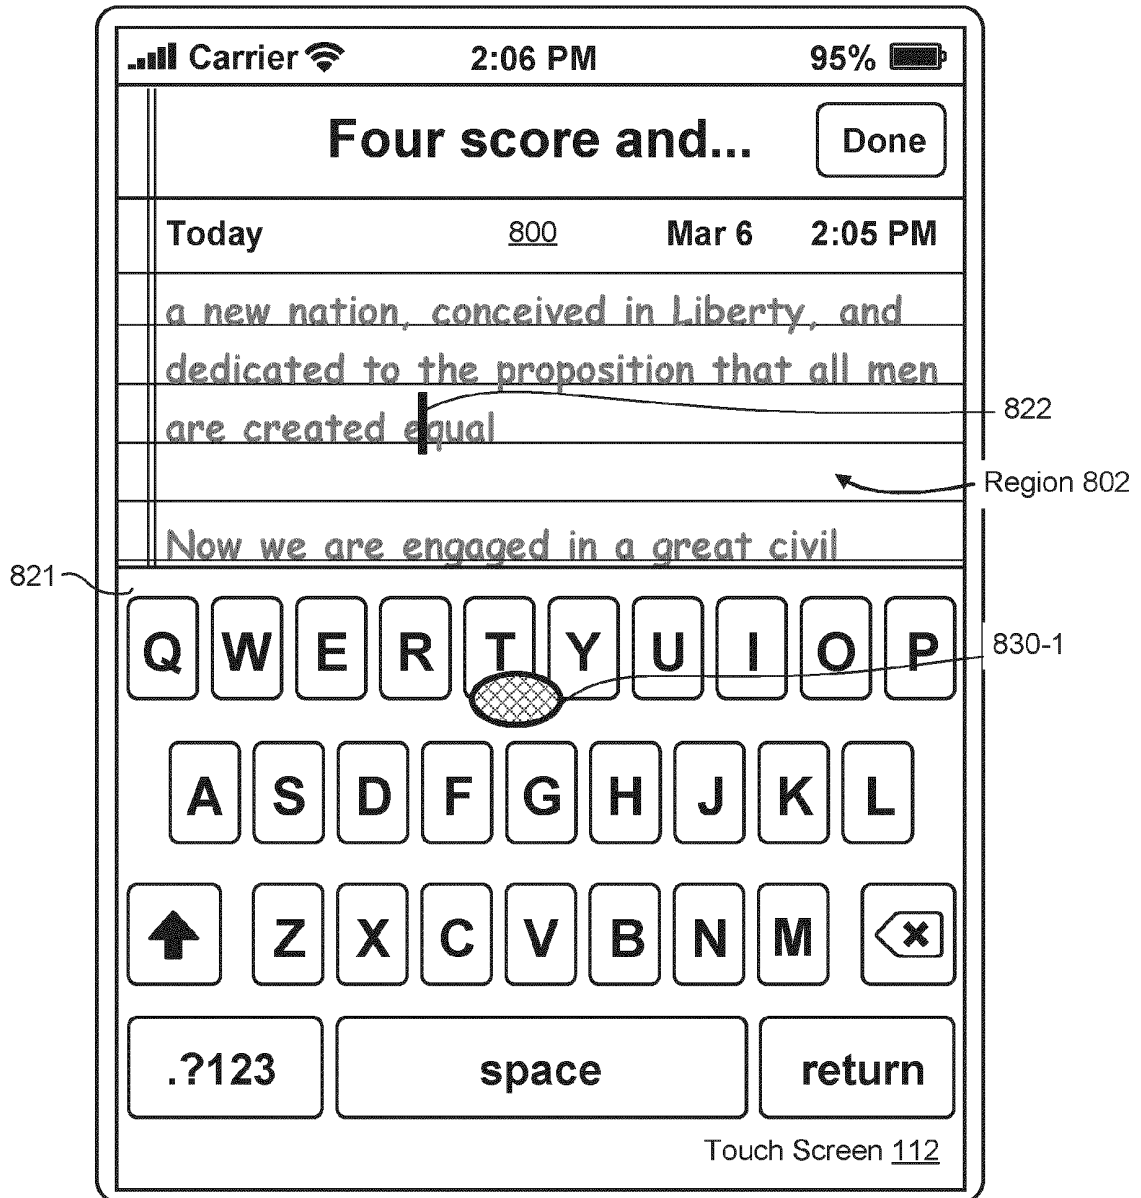 Carrier 2:06 PM 95%
Four score and... Done
Today 800 Mar 6 2:05 PM
a new nation, conceived in Liberty, and
dedicated to the proposition that all men
are created equal
822
Region 802
Now we are engaged in a great civil
821
Q W E R T Y U I O P
830-1
A S D F G H J K L
Z X C V B N M
.?123 space return
Touch Screen 112